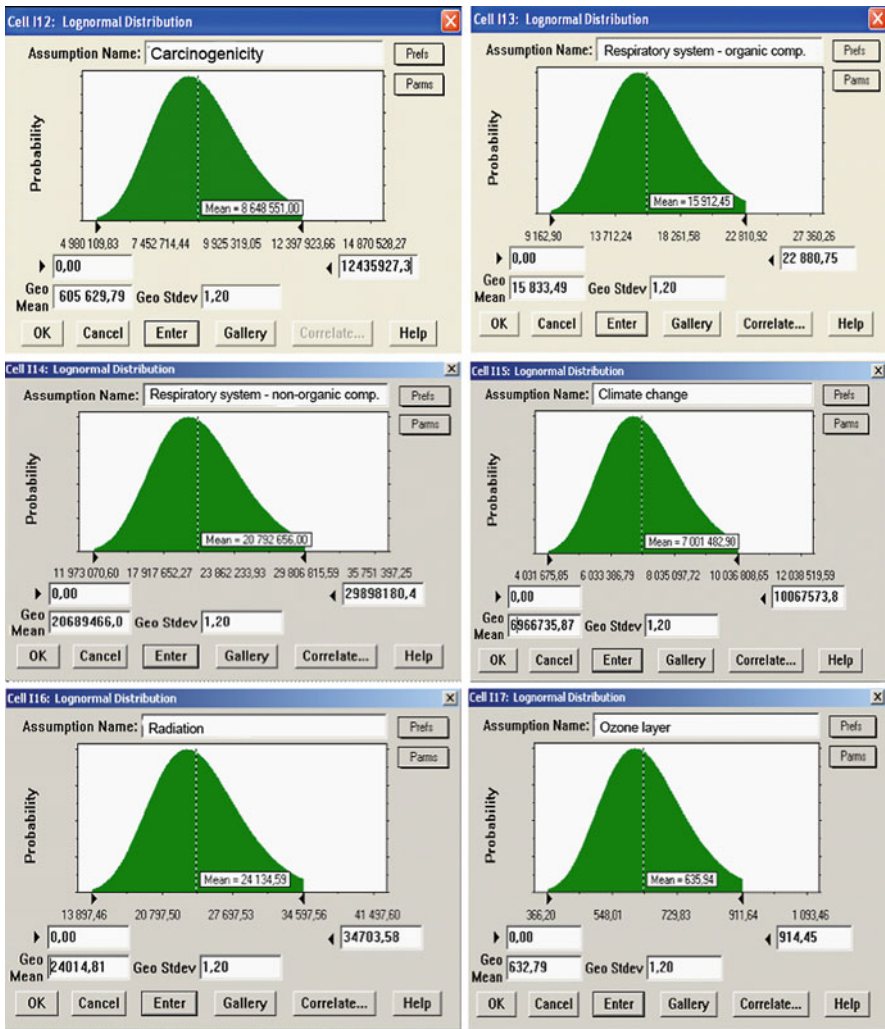 Cell I12: Lognormal Distribution
Assumption Name: Carcinogenicity
Prefs
Parms
Probability
Mean = 8 648 551,00
4 980 109,83 7 452 714,44 9 925 319,05 12 397 923,66 14 870 528,27
0,00 12435927,3
Geo Mean 605 629,79 Geo Stdev 1,20
OK Cancel Enter Gallery Correlate... Help
Cell I13: Lognormal Distribution
Assumption Name: Respiratory system - organic comp.
Prefs
Parms
Probability
Mean = 15 912,45
9 162,90 13 712,24 18 261,58 22 810,92 27 360,26
0,00 22 880,75
Geo Mean 15 833,49 Geo Stdev 1,20
OK Cancel Enter Gallery Correlate... Help
Cell I14: Lognormal Distribution
Assumption Name: Respiratory system - non-organic comp.
Prefs
Parms
Probability
Mean = 20 792 656,00
11 973 070,60 17 917 652,27 23 862 233,93 29 806 815,59 35 751 397,25
0,00 29898180,4
Geo Mean 20689466,0 Geo Stdev 1,20
OK Cancel Enter Gallery Correlate... Help
Cell I15: Lognormal Distribution
Assumption Name: Climate change
Prefs
Parms
Probability
Mean = 7 001 482,90
4 031 675,85 6 033 386,79 8 035 097,72 10 036 808,65 12 038 519,59
0,00 10067573,8
Geo Mean 6966735,87 Geo Stdev 1,20
OK Cancel Enter Gallery Correlate... Help
Cell I16: Lognormal Distribution
Assumption Name: Radiation
Prefs
Parms
Probability
Mean = 24 134,59
13 897,46 20 797,50 27 697,53 34 597,56 41 497,60
0,00 34703,58
Geo Mean 24014,81 Geo Stdev 1,20
OK Cancel Enter Gallery Correlate... Help
Cell I17: Lognormal Distribution
Assumption Name: Ozone layer
Prefs
Parms
Probability
Mean = 635,94
366,20 548,01 729,83 911,64 1 093,46
0,00 914,45
Geo Mean 632,79 Geo Stdev 1,20
OK Cancel Enter Gallery Correlate... Help